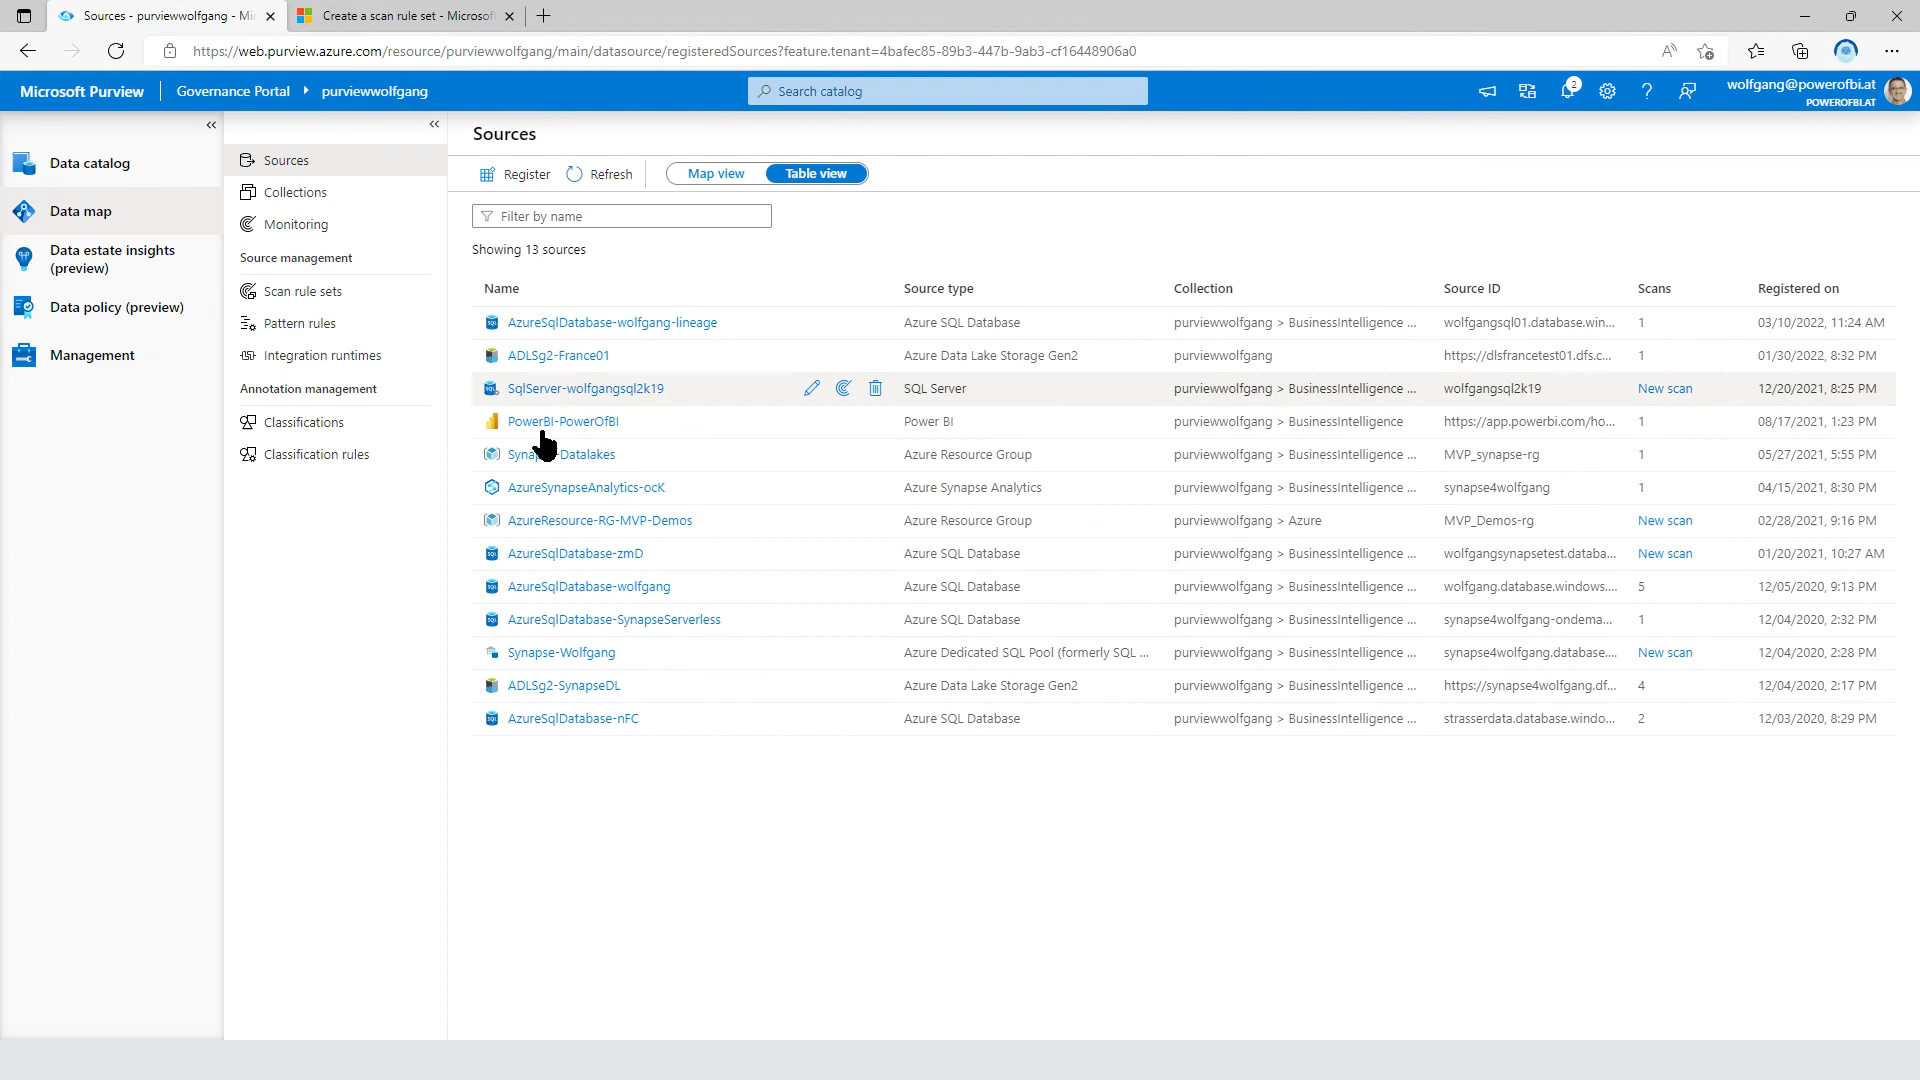 Sources - purviewwolfgang - Mic
Create a scan rule set - Microsoft
https://web.purview.azure.com/resource/purviewwolfgang/main/datasource/registeredSources?feature.tenant=4bafec85-89b3-447b-9ab3-cf16448906a0
Microsoft Purview
Governance Portal
purviewwolfgang
Search catalog
2
wolfgang@powerofbi.at
POWEROFBI.AT
Data catalog
Data map
Data estate insights
(preview)
Data policy (preview)
Management
Sources
Collections
Monitoring
Source management
Scan rule sets
Pattern rules
Integration runtimes
Annotation management
Classifications
Classification rules
Sources
Register Refresh Map view Table view
Filter by name
Showing 13 sources
Name Source type Collection Source ID Scans Registered on
AzureSqlDatabase-wolfgang-lineage Azure SQL Database purviewwolfgang > BusinessIntelligence ... wolfgangsql01.database.win... 1 03/10/2022, 11:24 AM
ADLSg2-France01 Azure Data Lake Storage Gen2 purviewwolfgang https://dlsfrancetest01.dfs.c... 1 01/30/2022, 8:32 PM
SqlServer-wolfgangsql2k19 SQL Server purviewwolfgang > BusinessIntelligence ... wolfgangsql2k19 New scan 12/20/2021, 8:25 PM
PowerBI-PowerOfBI Power BI purviewwolfgang > BusinessIntelligence https://app.powerbi.com/ho... 1 08/17/2021, 1:23 PM
Datalakes Azure Resource Group purviewwolfgang > BusinessIntelligence ... MVP_synapse-rg 1 05/27/2021, 5:55 PM
AzureSynapseAnalytics-ocK Azure Synapse Analytics purviewwolfgang > BusinessIntelligence ... synapse4wolfgang 1 04/15/2021, 8:30 PM
AzureResource-RG-MVP-Demos Azure Resource Group purviewwolfgang > Azure MVP_Demos-rg New scan 02/28/2021, 9:16 PM
AzureSqlDatabase-zmD Azure SQL Database purviewwolfgang > BusinessIntelligence ... wolfgangsynapsetest.databa... New scan 01/20/2021, 10:27 AM
AzureSqlDatabase-wolfgang Azure SQL Database purviewwolfgang > BusinessIntelligence ... wolfgang.database.windows.... 5 12/05/2020, 9:13 PM
AzureSqlDatabase-SynapseServerless Azure SQL Database purviewwolfgang > BusinessIntelligence ... synapse4wolfgang-ondema... 1 12/04/2020, 2:32 PM
Synapse-Wolfgang Azure Dedicated SQL Pool (formerly SQL ... purviewwolfgang > BusinessIntelligence ... synapse4wolfgang.database.... New scan 12/04/2020, 2:28 PM
ADLSg2-SynapseDL Azure Data Lake Storage Gen2 purviewwolfgang > BusinessIntelligence ... https://synapse4wolfgang.df... 4 12/04/2020, 2:17 PM
AzureSqlDatabase-nFC Azure SQL Database purviewwolfgang > BusinessIntelligence ... strasserdata.database.windo... 2 12/03/2020, 8:29 PM